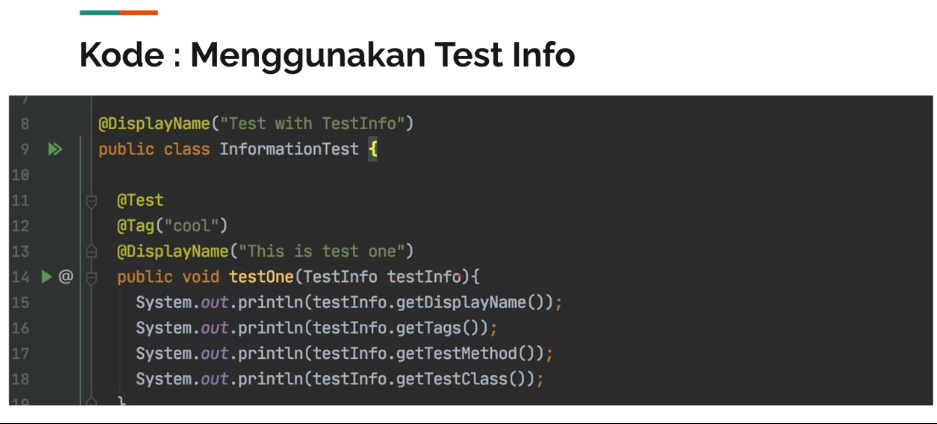 Kode : Menggunakan Test Info
8 @DisplayName("Test with TestInfo")
9 public class InformationTest {
10
11 @Test
12 @Tag("cool")
13 @DisplayName("This is test one")
14 @ public void testOne(TestInfo testInfo){
15 System.out.println(testInfo.getDisplayName());
16 System.out.println(testInfo.getTags());
17 System.out.println(testInfo.getTestMethod());
18 System.out.println(testInfo.getTestClass());
19 }